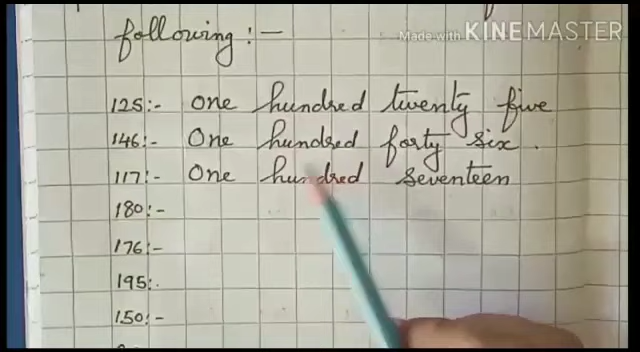 following :-
Made with KINEMASTER
125:- One hundred twenty five
146:- One hundred forty six .
117:- One hundred seventeen
180:-
176:-
195:-
150:-